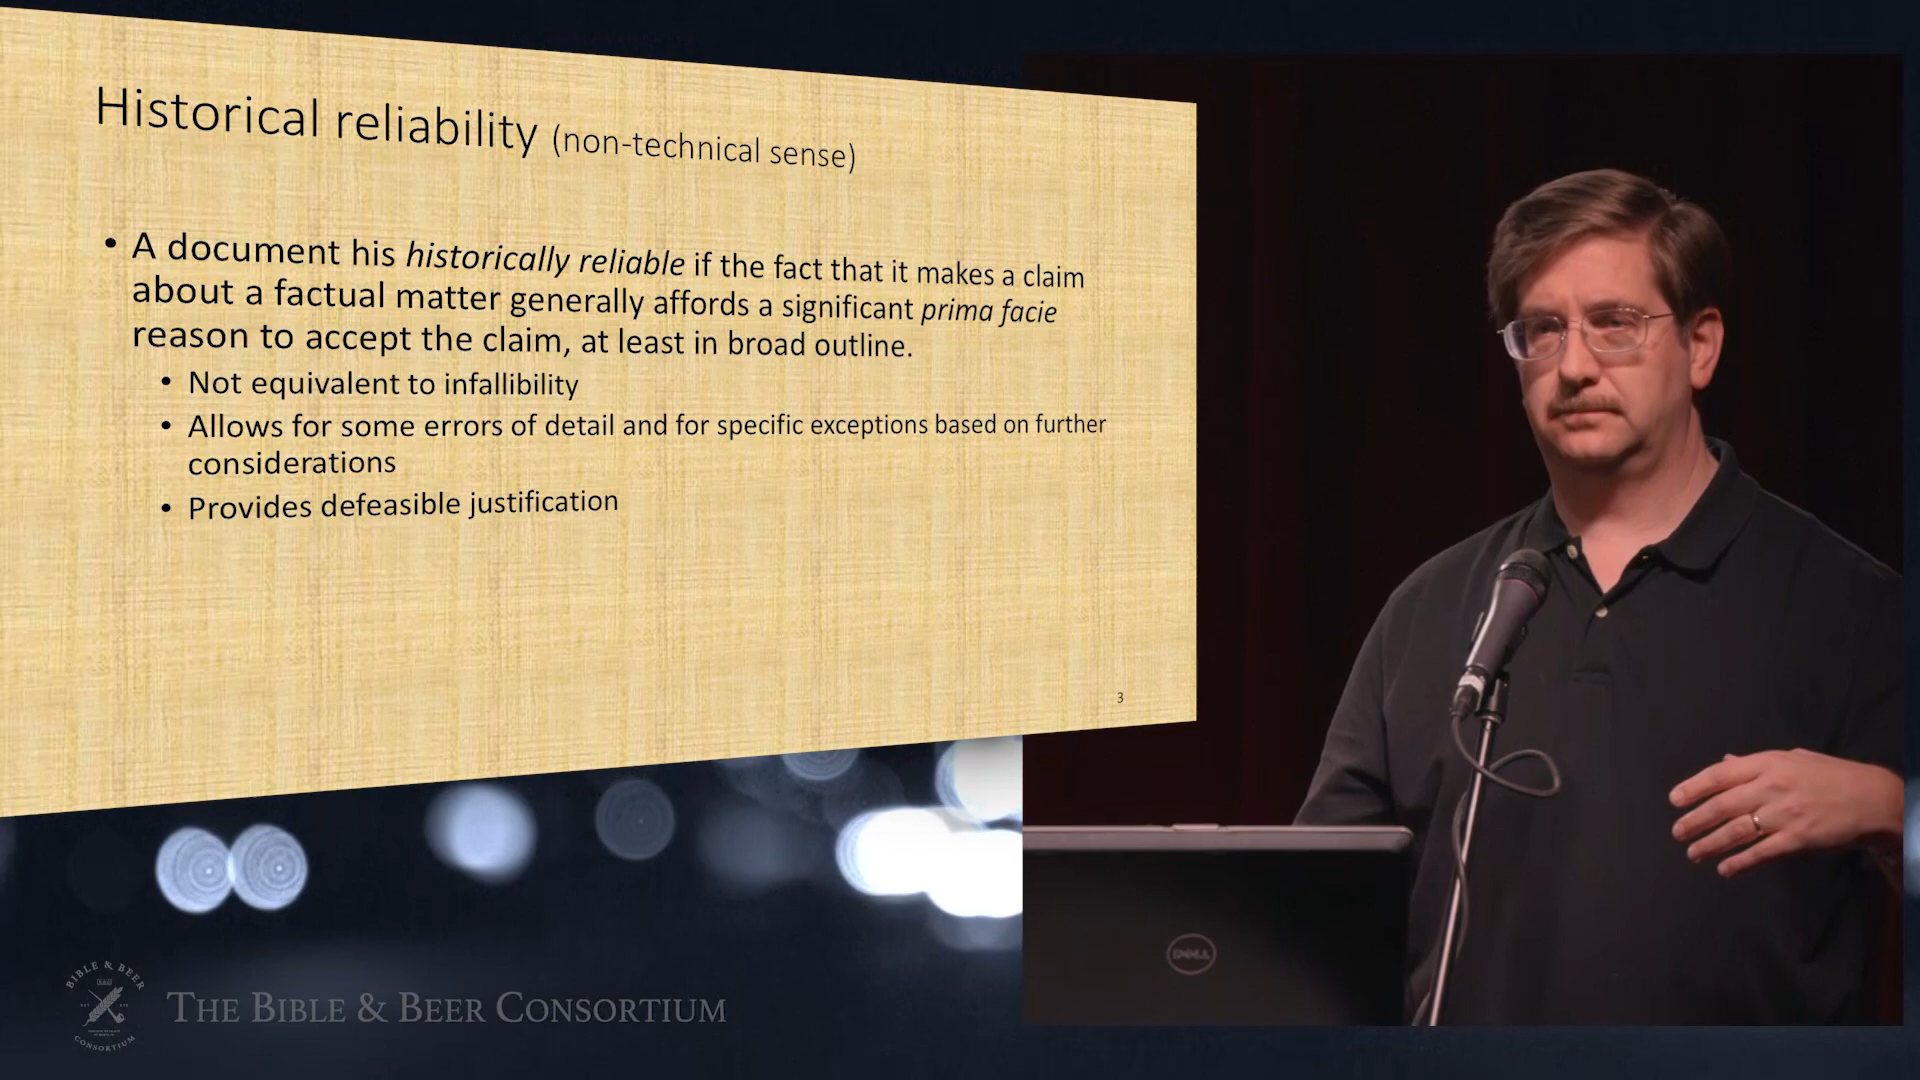 Historical reliability (non-technical sense)
• A document his historically reliable if the fact that it makes a claim
about a factual matter generally affords a significant prima facie
reason to accept the claim, at least in broad outline.
• Not equivalent to infallibility
• Allows for some errors of detail and for specific exceptions based on further
considerations
• Provides defeasible justification
3
DELL
BIBLE & BEER
CONSORTIUM
THE BIBLE & BEER CONSORTIUM